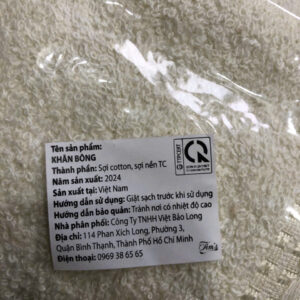 Tên sản phẩm:
KHĂN BÔNG
Thành phần: Sợi cotton, sợi nền TC
Năm sản xuất: 2024
Sản xuất tại: Việt Nam
Hướng dẫn sử dụng: Giặt sạch trước khi sử dụng
Hướng dẫn bảo quản: Tránh nơi có nhiệt độ cao
Nhà phân phối: Công Ty TNHH Việt Bảo Long
Địa chỉ: 114 Phan Xích Long, Phường 3,
Quận Bình Thạnh, Thành Phố Hồ Chí Minh
Điện thoại: 0969 38 65 65
QTPCERT
CR